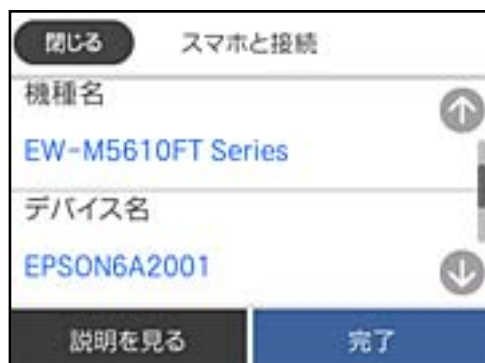 閉じる スマホと接続
機種名
EW-M5610FT Series
デバイス名
EPSON6A2001
説明を見る 完了